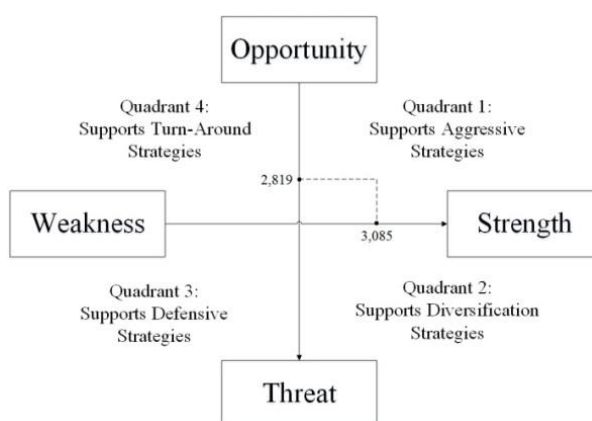 Opportunity
Quadrant 4:
Supports Turn-Around
Strategies
Quadrant 1:
Supports Aggressive
Strategies
2,819
Weakness
Strength
3,085
Quadrant 3:
Supports Defensive
Strategies
Quadrant 2:
Supports Diversification
Strategies
Threat